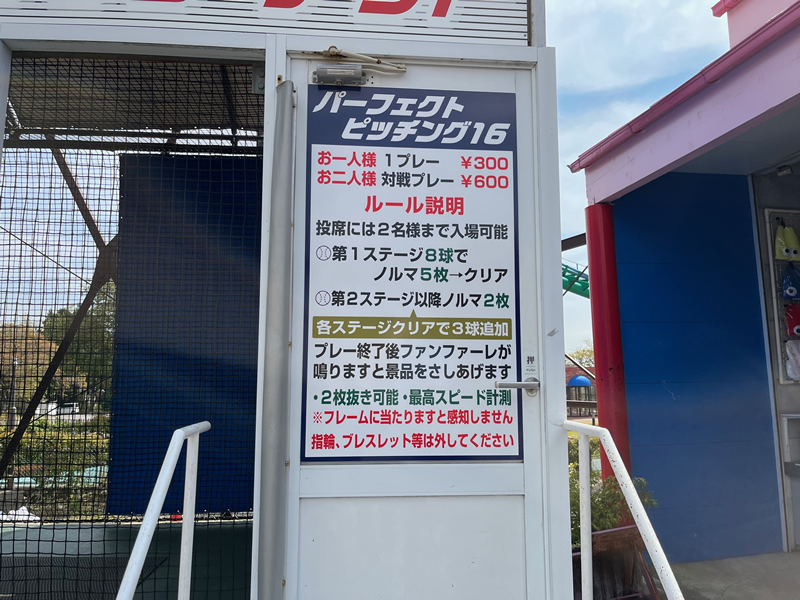 パーフェクト
ピッチング16
お一人様 1プレー ￥300
お二人様 対戦プレー ￥600
ルール説明
投席には2名様まで入場可能
第1ステージ8球で
ノルマ5枚→クリア
第2ステージ以降ノルマ2枚
各ステージクリアで3球追加
プレー終了後ファンファーレが
鳴りますと景品をさしあげます
・2枚抜き可能・最高スピード計測
※フレームに当たりますと感知しません
指輪、ブレスレット等は外してください
押